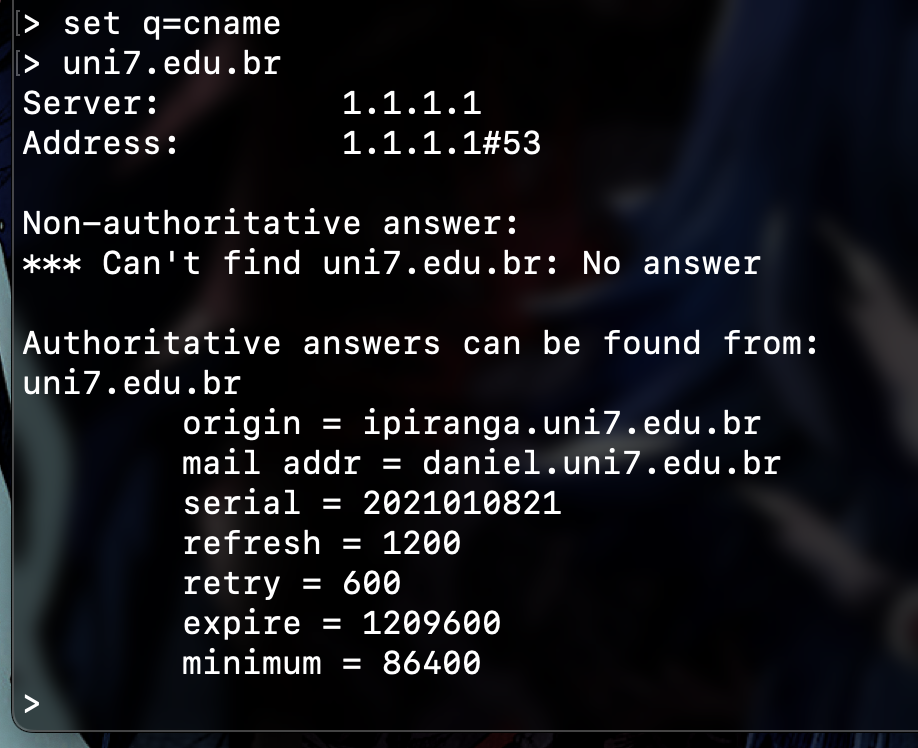 > set q=cname
> uni7.edu.br
Server:		1.1.1.1
Address:	1.1.1.1#53

Non-authoritative answer:
*** Can't find uni7.edu.br: No answer

Authoritative answers can be found from:
uni7.edu.br
	origin = ipiranga.uni7.edu.br
	mail addr = daniel.uni7.edu.br
	serial = 2021010821
	refresh = 1200
	retry = 600
	expire = 1209600
	minimum = 86400
>